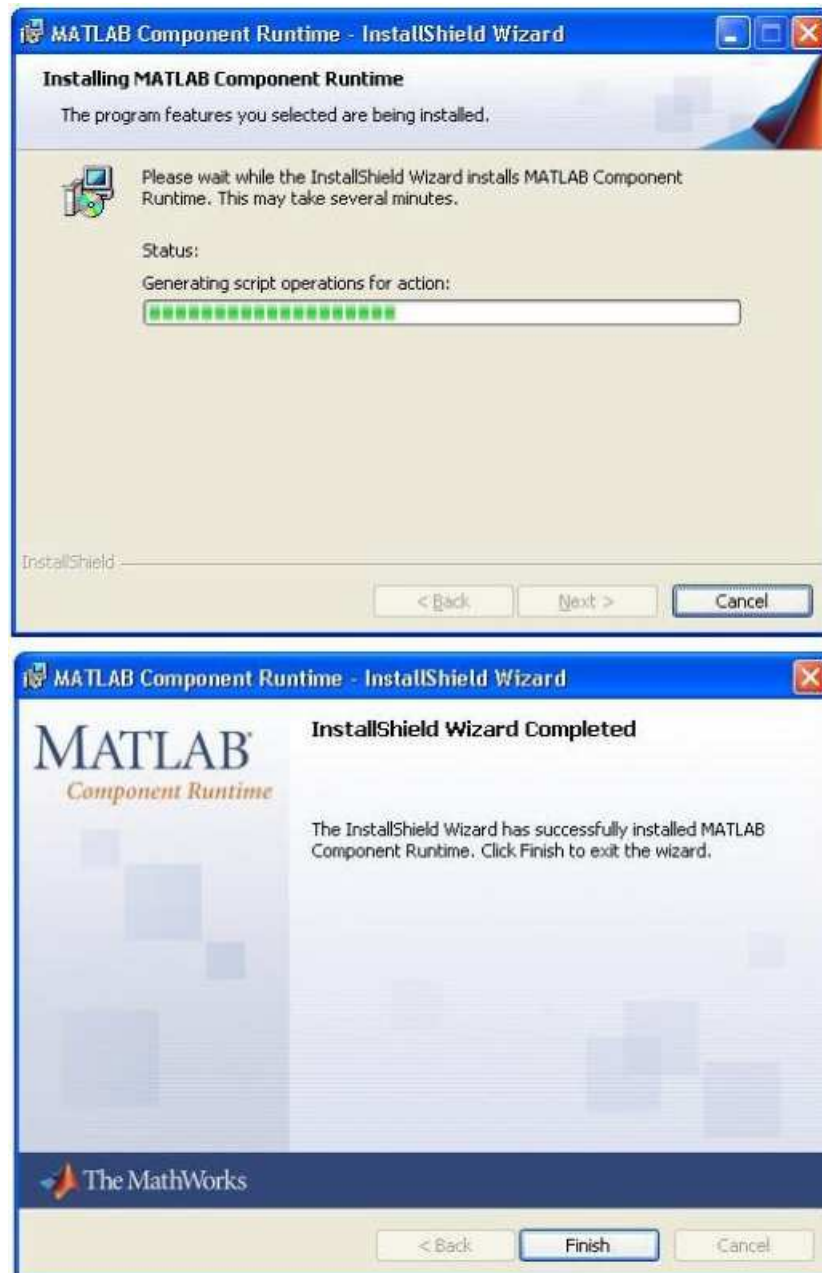 MATLAB Component Runtime - InstallShield Wizard
Installing MATLAB Component Runtime
The program features you selected are being installed.
Please wait while the InstallShield Wizard installs MATLAB Component
Runtime. This may take several minutes.
Status:
Generating script operations for action:
InstallShield
< Back
Next >
Cancel
MATLAB Component Runtime - InstallShield Wizard
MATLAB®
Component Runtime
InstallShield Wizard Completed
The InstallShield Wizard has successfully installed MATLAB
Component Runtime. Click Finish to exit the wizard.
The MathWorks
< Back
Finish
Cancel